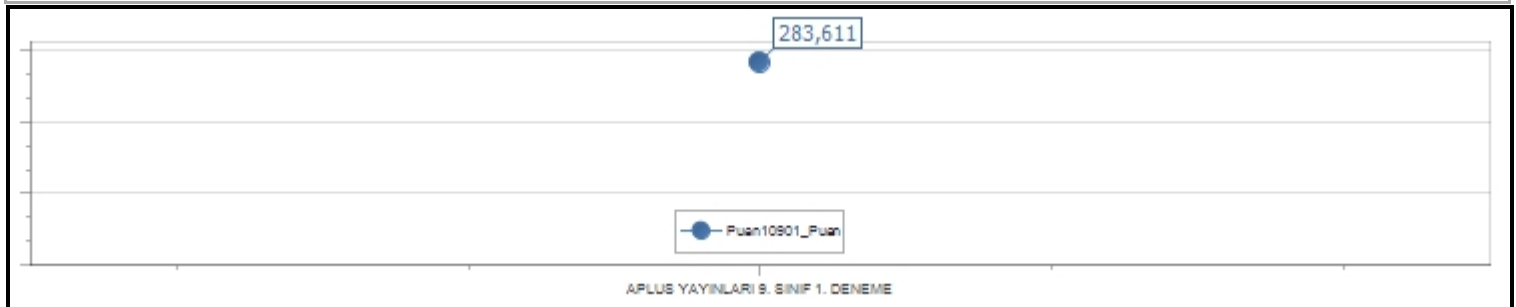 283,611
Puan10901_Puan
APLUS YAYINLARI 9. SINIF 1. DENEME